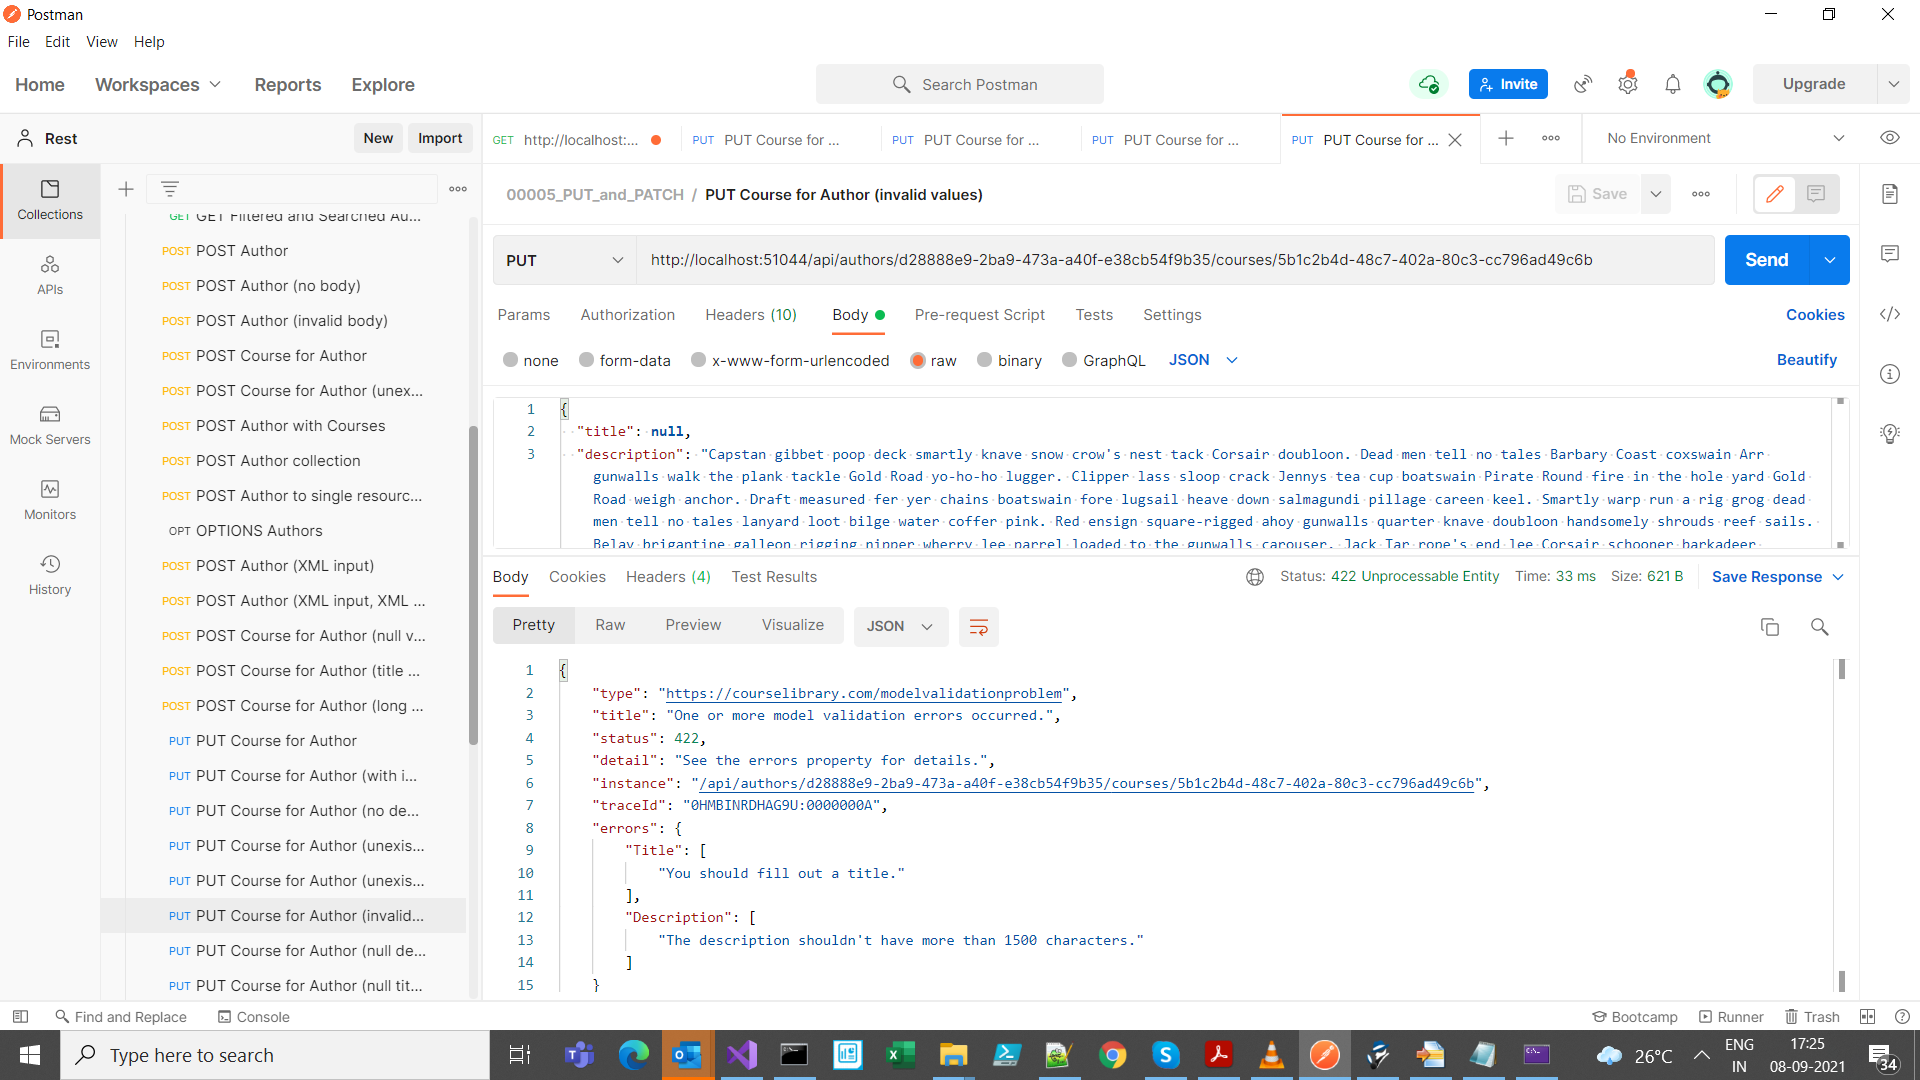 Postman
File Edit View Help
Home Workspaces Reports Explore Search Postman Invite Upgrade
Rest New Import GET http://localhost:... PUT PUT Course for ... PUT PUT Course for ... PUT PUT Course for ... PUT PUT Course for ... No Environment
00005_PUT_and_PATCH / PUT Course for Author (invalid values) Save
Collections
APIs
Environments
Mock Servers
Monitors
History
GET GET Filtered and Searched Au...
POST POST Author
POST POST Author (no body)
POST POST Author (invalid body)
POST POST Course for Author
POST POST Course for Author (unex...
POST POST Author with Courses
POST POST Author collection
POST POST Author to single resourc...
OPT OPTIONS Authors
POST POST Author (XML input)
POST POST Author (XML input, XML ...
POST POST Course for Author (null v...
POST POST Course for Author (title ...
POST POST Course for Author (long ...
PUT PUT Course for Author
PUT PUT Course for Author (with i...
PUT PUT Course for Author (no de...
PUT PUT Course for Author (unexis...
PUT PUT Course for Author (unexis...
PUT PUT Course for Author (invalid...
PUT PUT Course for Author (null de...
PUT PUT Course for Author (null tit...
PUT http://localhost:51044/api/authors/d28888e9-2ba9-473a-a40f-e38cb54f9b35/courses/5b1c2b4d-48c7-402a-80c3-cc796ad49c6b Send
Params Authorization Headers (10) Body Pre-request Script Tests Settings Cookies
none form-data x-www-form-urlencoded raw binary GraphQL JSON Beautify
1 {
2 "title": null,
3 "description": "Capstan gibbet poop deck smartly knave snow crow's nest tack Corsair doubloon. Dead men tell no tales Barbary Coast coxswain Arr
gunwalls walk the plank tackle Gold Road yo-ho-ho lugger. Clipper lass sloop crack Jennys tea cup boatswain Pirate Round fire in the hole yard Gold
Road weigh anchor. Draft measured fer yer chains boatswain fore lugsail heave down salmagundi pillage careen keel. Smartly warp run a rig grog dead
men tell no tales lanyard loot bilge water coffer pink. Red ensign square-rigged ahoy gunwalls quarter knave doubloon handsomely shrouds reef sails.
Belay brigantine galleon rigging nipper wherry lee parrel loaded to the gunwalls carouser. Jack Tar rope's end lee Corsair schooner barkadeer
Body Cookies Headers (4) Test Results Status: 422 Unprocessable Entity Time: 33 ms Size: 621 B Save Response
Pretty Raw Preview Visualize JSON
1 {
2 "type": "https://courselibrary.com/modelvalidationproblem",
3 "title": "One or more model validation errors occurred.",
4 "status": 422,
5 "detail": "See the errors property for details.",
6 "instance": "/api/authors/d28888e9-2ba9-473a-a40f-e38cb54f9b35/courses/5b1c2b4d-48c7-402a-80c3-cc796ad49c6b",
7 "traceId": "0HMBINRDHAG9U:0000000A",
8 "errors": {
9 "Title": [
10 "You should fill out a title."
11 ],
12 "Description": [
13 "The description shouldn't have more than 1500 characters."
14 ]
15 }
Find and Replace Console Bootcamp Runner Trash
Type here to search 26°C ENG 17:25
IN 08-09-2021 34